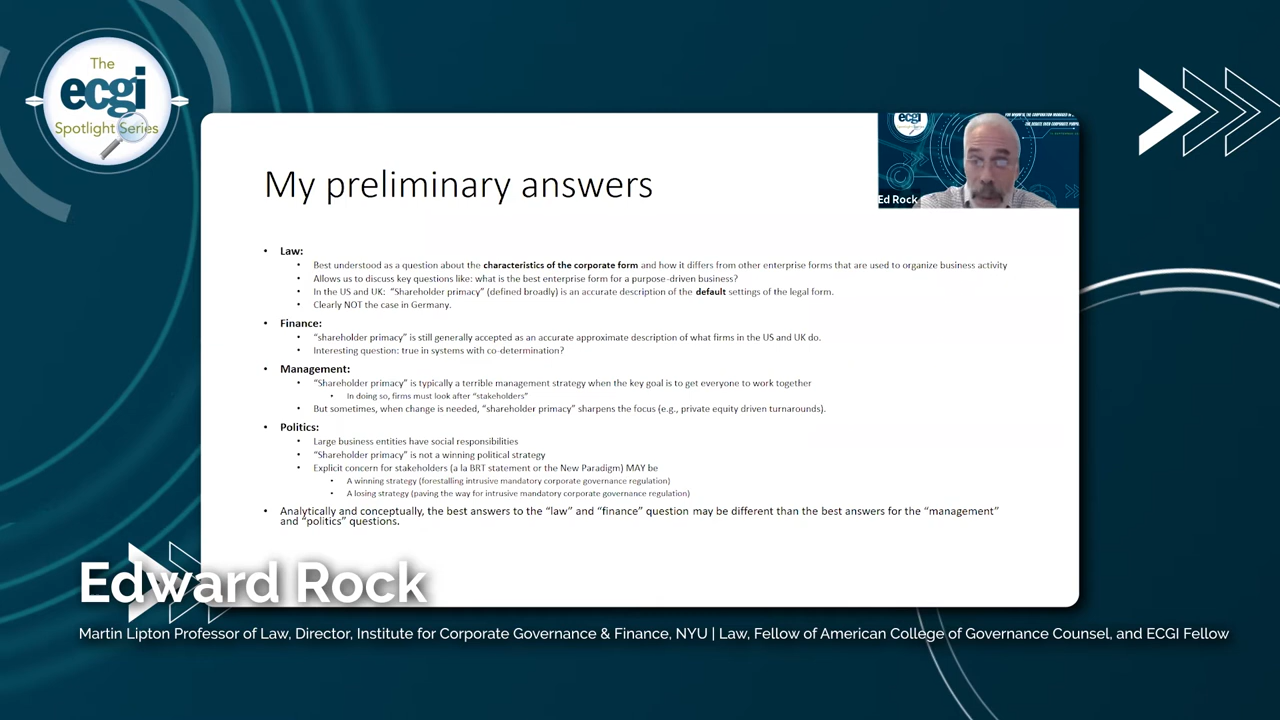 The
ecgi
Spotlight Series
ecgi
Ed Rock
My preliminary answers
• Law:
• Best understood as a question about the characteristics of the corporate form and how it differs from other enterprise forms that are used to organize business activity
• Allows us to discuss key questions like: what is the best enterprise form for a purpose-driven business?
• In the US and UK: “Shareholder primacy” (defined broadly) is an accurate description of the default settings of the legal form.
• Clearly NOT the case in Germany.
• Finance:
• “shareholder primacy” is still generally accepted as an accurate approximate description of what firms in the US and UK do.
• Interesting question: true in systems with co-determination?
• Management:
• “Shareholder primacy” is typically a terrible management strategy when the key goal is to get everyone to work together
• In doing so, firms must look after “stakeholders”
• But sometimes, when change is needed, “shareholder primacy” sharpens the focus (e.g., private equity driven turnarounds).
• Politics:
• Large business entities have social responsibilities
• “Shareholder primacy” is not a winning political strategy
• Explicit concern for stakeholders (a la BRT statement or the New Paradigm) MAY be
• A winning strategy (forestalling intrusive mandatory corporate governance regulation)
• A losing strategy (paving the way for intrusive mandatory corporate governance regulation)
• Analytically and conceptually, the best answers to the “law” and “finance” question may be different than the best answers for the “management”
and “politics” questions.
Edward Rock
Martin Lipton Professor of Law, Director, Institute for Corporate Governance & Finance, NYU | Law, Fellow of American College of Governance Counsel, and ECGI Fellow